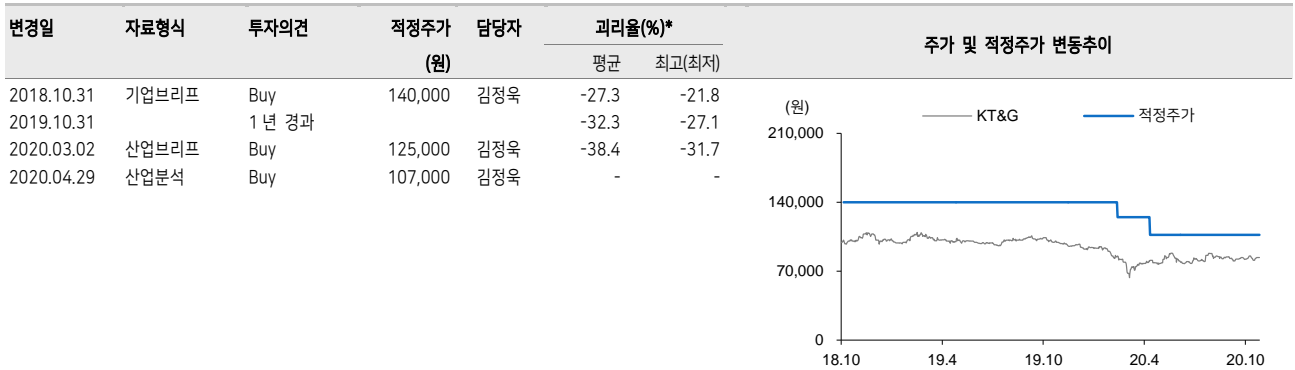 변경일 자료형식 투자의견 적정주가 담당자 괴리율(%)* 주가 및 적정주가 변동추이
(원) 평균 최고(최저)
2018.10.31 기업브리프 Buy 140,000 김정욱 -27.3 -21.8
2019.10.31 1년 경과 -32.3 -27.1
2020.03.02 산업브리프 Buy 125,000 김정욱 -38.4 -31.7
2020.04.29 산업분석 Buy 107,000 김정욱 - -
(원)
KT&G 적정주가
210,000
140,000
70,000
0
18.10 19.4 19.10 20.4 20.10